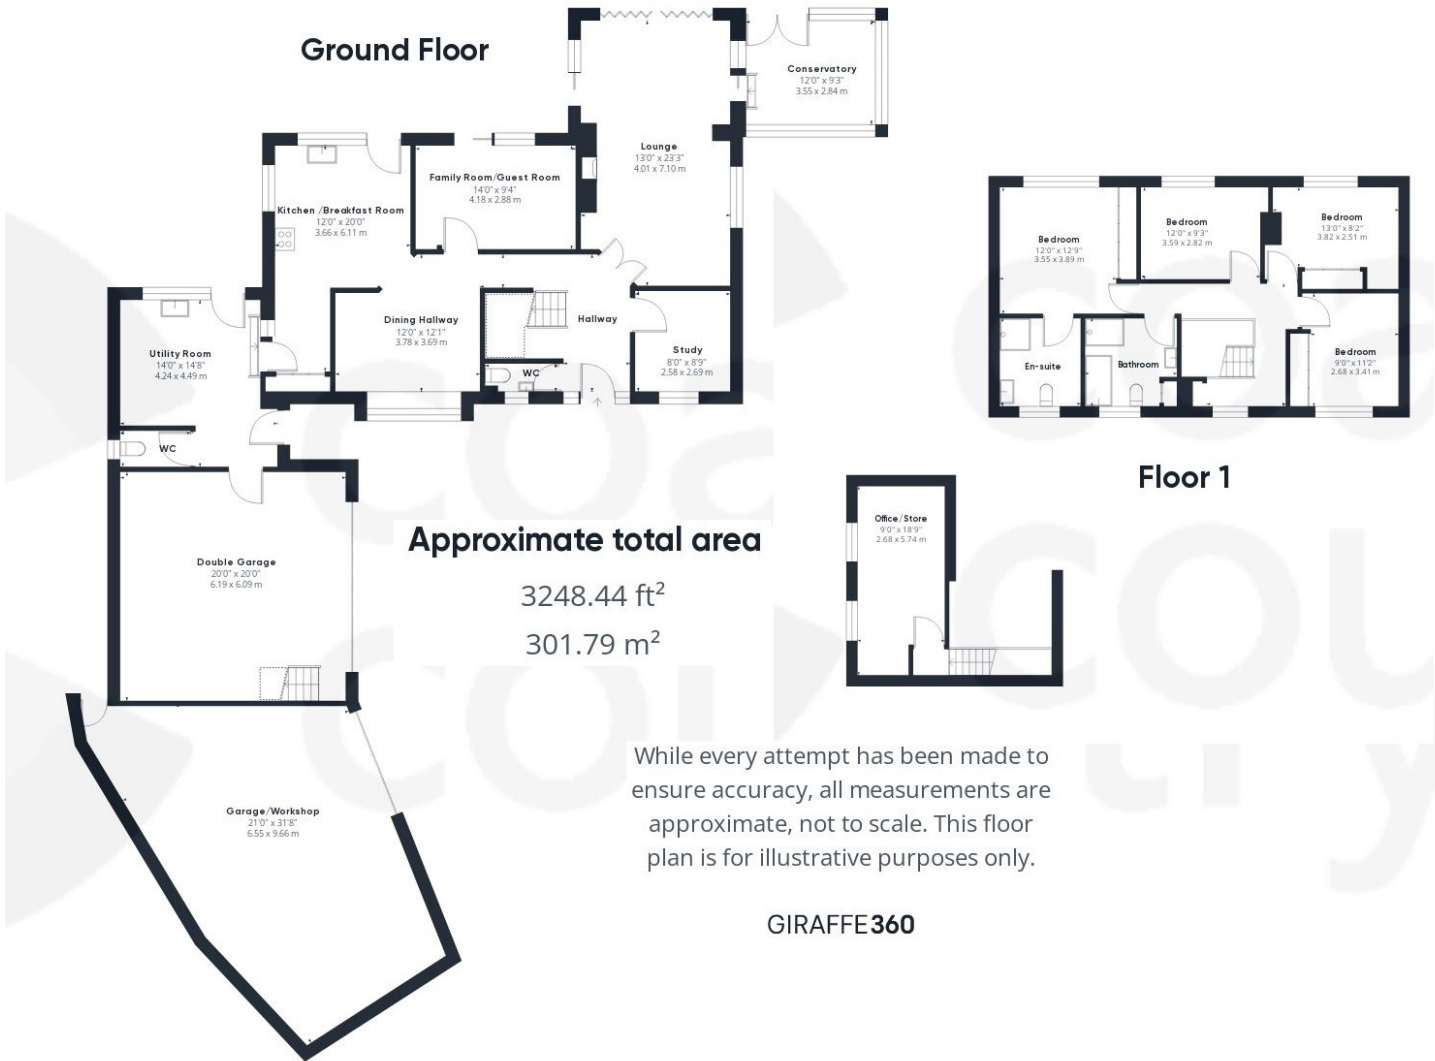 Ground Floor
Conservatory
12'0" x 9'3"
3.55 x 2.84 m
Lounge
13'0" x 23'3"
4.01 x 7.10 m
Family Room/Guest Room
14'0" x 9'4"
4.18 x 2.88 m
Kitchen /Breakfast Room
12'0" x 20'0"
3.66 x 6.11 m
Dining Hallway
12'0" x 12'1"
3.78 x 3.69 m
Hallway
Study
8'0" x 8'9"
2.58 x 2.69 m
WC
Utility Room
14'0" x 14'8"
4.24 x 4.49 m
WC
Double Garage
20'0" x 20'0"
6.19 x 6.09 m
Garage/Workshop
21'0" x 31'8"
6.55 x 9.66 m
Bedroom
12'0" x 12'9"
3.55 x 3.89 m
Bedroom
12'0" x 9'3"
3.59 x 2.82 m
Bedroom
13'0" x 8'2"
3.82 x 2.51 m
Bedroom
9'0" x 11'2"
2.68 x 3.41 m
En-suite
Bathroom
Floor 1
Office/Store
9'0" x 18'9"
2.68 x 5.74 m
Approximate total area
3248.44 ft²
301.79 m²
While every attempt has been made to
ensure accuracy, all measurements are
approximate, not to scale. This floor
plan is for illustrative purposes only.
GIRAFFE360